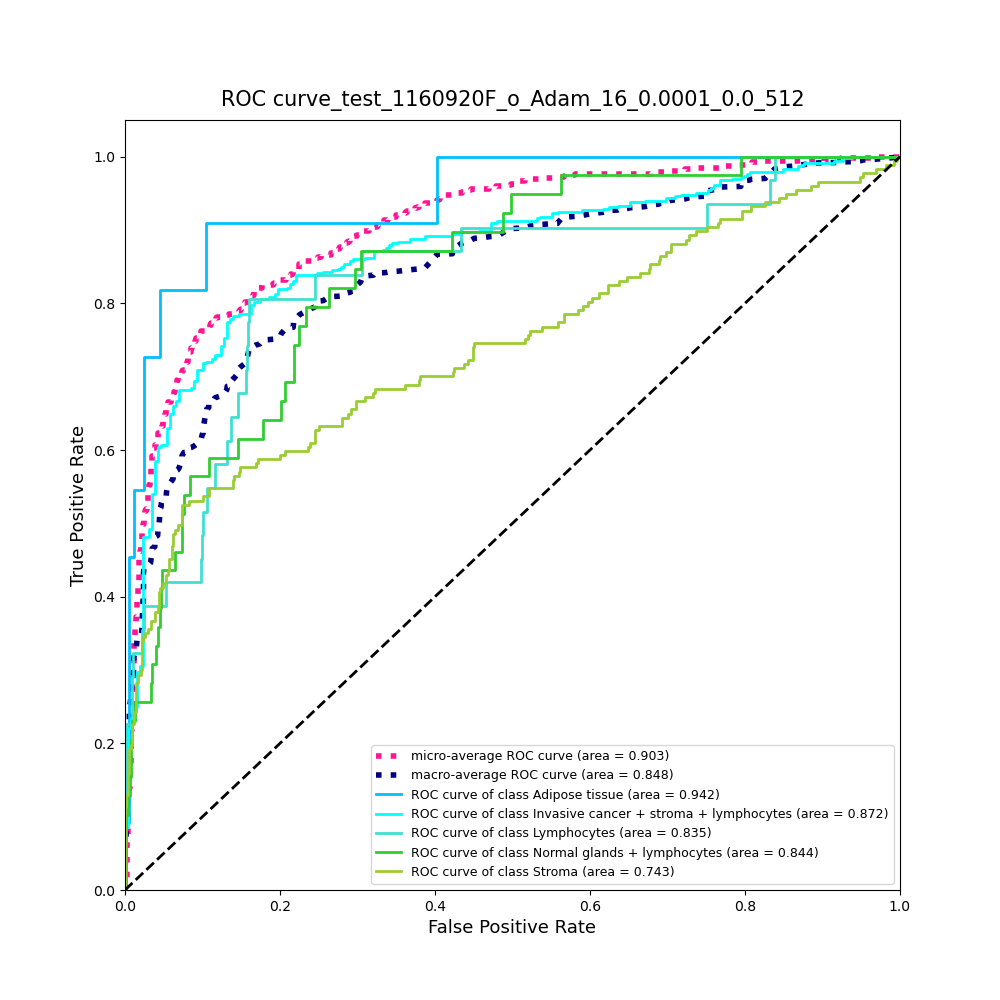 ROC curve_test_1160920F_o_Adam_16_0.0001_0.0_512
1.0
0.8
0.6
0.4
0.2
0.0
True Positive Rate
micro-average ROC curve (area = 0.903)
macro-average ROC curve (area = 0.848)
ROC curve of class Adipose tissue (area = 0.942)
ROC curve of class Invasive cancer + stroma + lymphocytes (area = 0.872)
ROC curve of class Lymphocytes (area = 0.835)
ROC curve of class Normal glands + lymphocytes (area = 0.844)
ROC curve of class Stroma (area = 0.743)
0.0 0.2 0.4 0.6 0.8 1.0
False Positive Rate